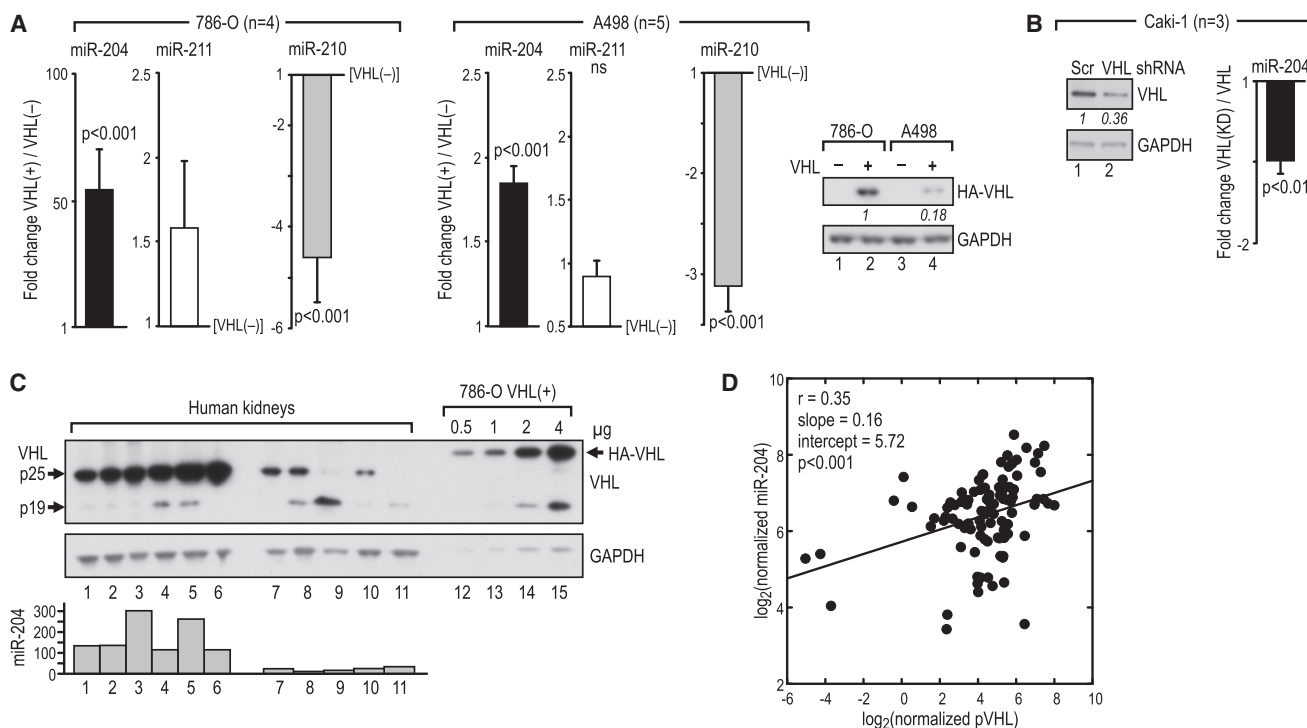 A
786-O (n=4)
miR-204 miR-211 miR-210
Fold change VHL(+) / VHL(–)
100
50
1
p<0.001
2.5
2
1.5
1
[VHL(–)]
1
-2
-4
-6
[VHL(–)]
p<0.001
A498 (n=5)
miR-204 miR-211 miR-210
ns
Fold change VHL(+) / VHL(–)
2.5
2
1.5
1
p<0.001
2.5
2
1.5
1
0.5
[VHL(–)]
1
-2
-3
[VHL(–)]
p<0.001
786-O A498
VHL – + – +
HA-VHL
1 0.18
GAPDH
1 2 3 4
B
Caki-1 (n=3)
Scr VHL shRNA
VHL
1 0.36
GAPDH
1 2
miR-204
Fold change VHL(KD) / VHL
1
-2
p<0.01
C
Human kidneys
786-O VHL(+)
0.5 1 2 4 µg
VHL
p25
p19
HA-VHL
VHL
GAPDH
1 2 3 4 5 6 7 8 9 10 11 12 13 14 15
miR-204
300
200
100
0
1 2 3 4 5 6 7 8 9 10 11
D
r = 0.35
slope = 0.16
intercept = 5.72
p<0.001
log2(normalized miR-204)
10
8
6
4
2
-6 -4 -2 0 2 4 6 8 10
log2(normalized pVHL)